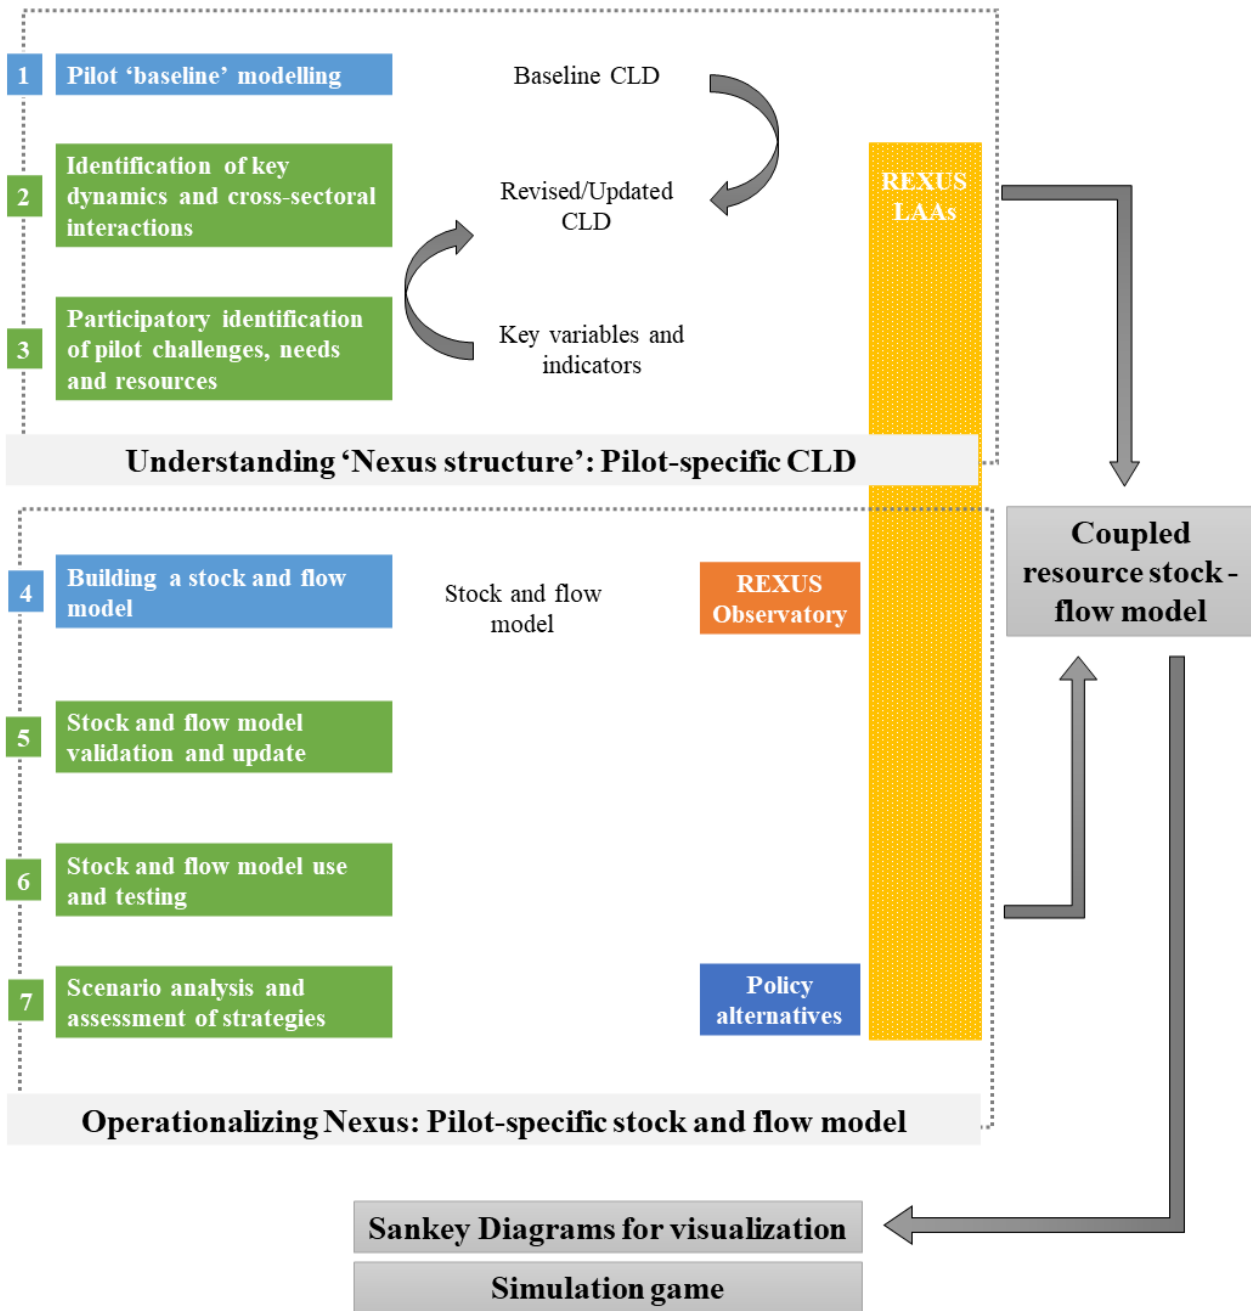 1
Pilot ‘baseline’ modelling
Baseline CLD
2
Identification of key
dynamics and cross-sectoral
interactions
Revised/Updated
CLD
REXUS
LAAs
3
Participatory identification
of pilot challenges, needs
and resources
Key variables and
indicators
Understanding ‘Nexus structure’: Pilot-specific CLD
4
Building a stock and flow
model
Stock and flow
model
REXUS
Observatory
Coupled
resource stock -
flow model
5
Stock and flow model
validation and update
6
Stock and flow model use
and testing
7
Scenario analysis and
assessment of strategies
Policy
alternatives
Operationalizing Nexus: Pilot-specific stock and flow model
Sankey Diagrams for visualization
Simulation game